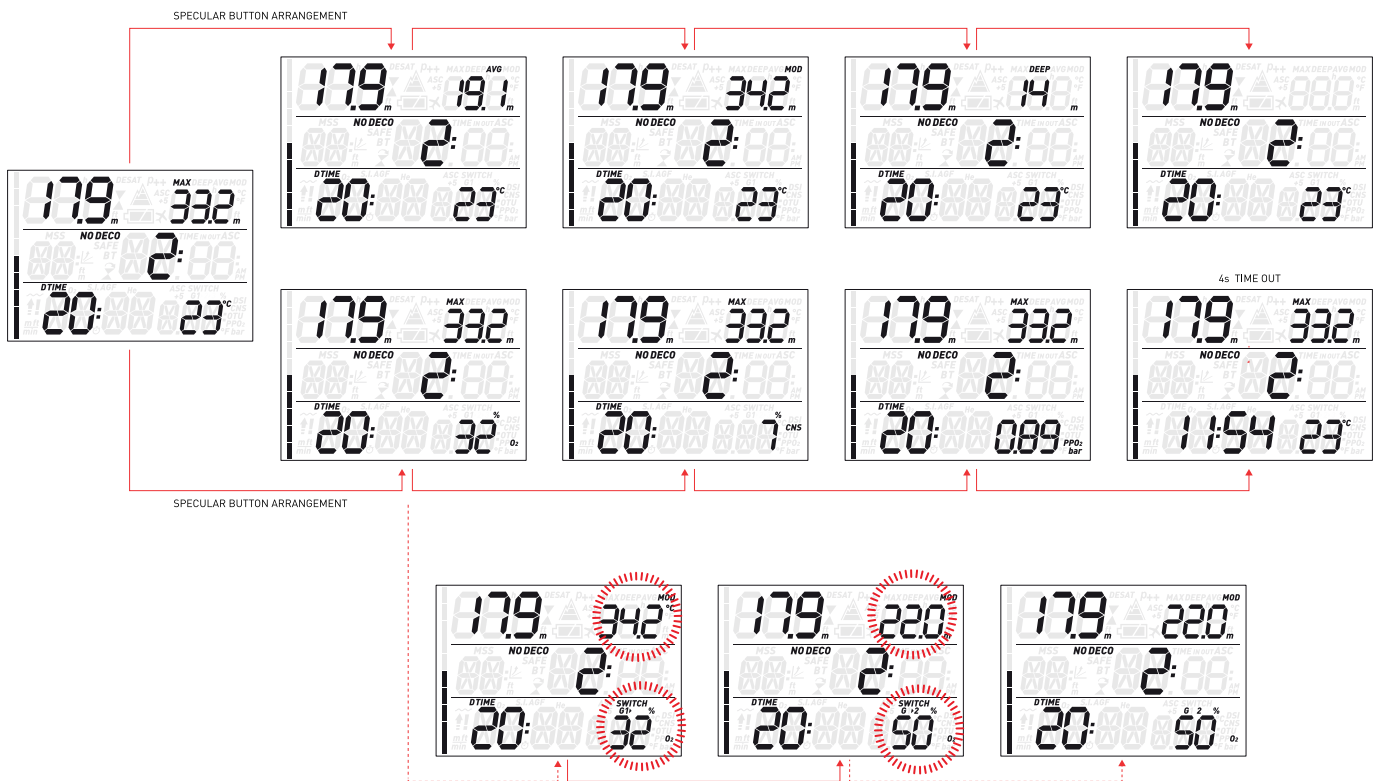 SPECULAR BUTTON ARRANGEMENT
17.9 m AVG 19.1 m
NO DECO
2:
DTIME
20: 23 °C
17.9 m MOD 34.2 m
NO DECO
2:
DTIME
20: 23 °C
17.9 m DEEP 14 m
NO DECO
2:
DTIME
20: 23 °C
17.9 m
NO DECO
2:
DTIME
20: 23 °C
17.9 m MAX 33.2 m
NO DECO
2:
DTIME
20: 23 °C
17.9 m MAX 33.2 m
NO DECO
2:
DTIME
20: 32 % O₂
17.9 m MAX 33.2 m
NO DECO
2:
DTIME
20: 7 % CNS
17.9 m MAX 33.2 m
NO DECO
2:
DTIME
20: 0.89 PPO₂ bar
4s TIME OUT
17.9 m MAX 33.2 m
NO DECO
2:
DTIME
11:54 23 °C
SPECULAR BUTTON ARRANGEMENT
17.9 m MOD 34.2 °C
NO DECO
2:
DTIME SWITCH
G1 %
20: 32 O₂
17.9 m MOD 22.0 m
NO DECO
2:
DTIME SWITCH
G 2 %
20: 50 O₂
17.9 m MOD 22.0 m
NO DECO
2:
DTIME G 2 %
20: 50 O₂